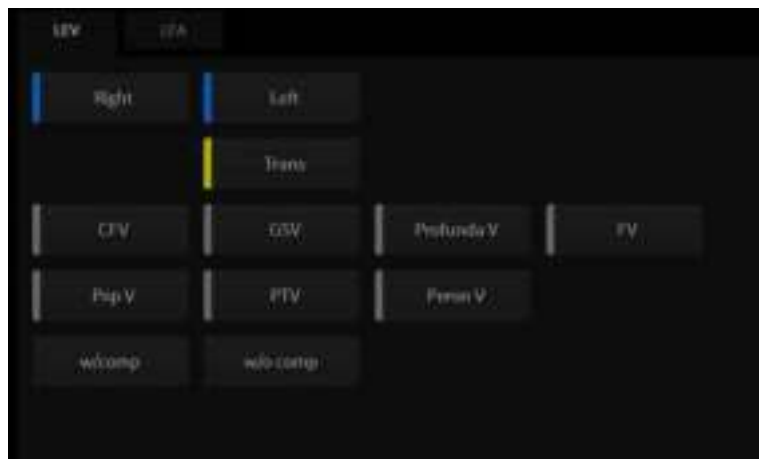 LEV LEA
Right Left
Trans
CFV GSV Profunda V FV
Pop V PTV Peron V
w/comp w/o comp